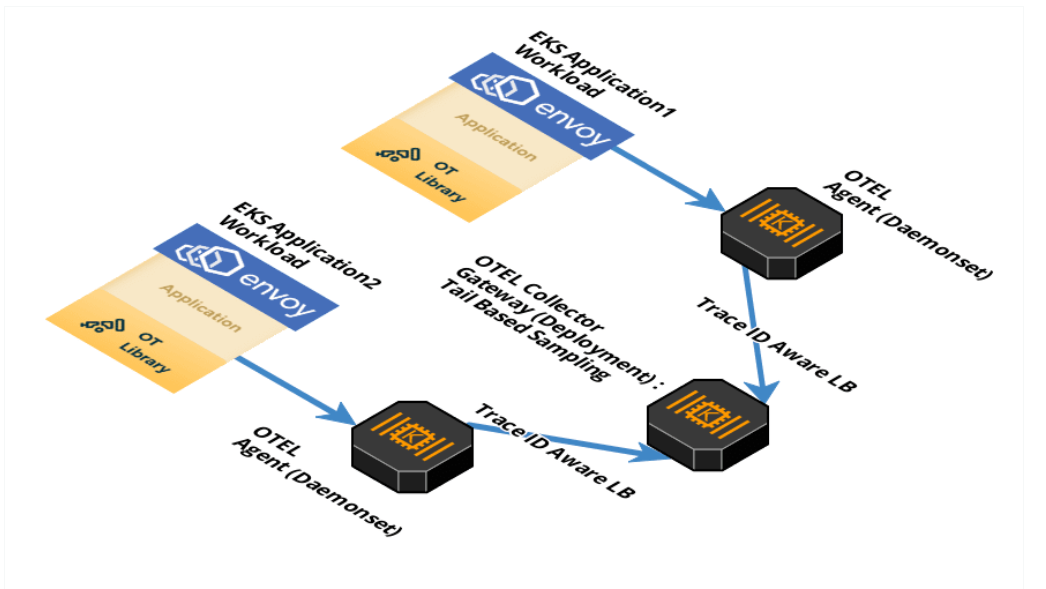 EKS Application1
Workload
envoy
Application
OT
Library
OTEL
Agent (Daemonset)
EKS Application2
Workload
envoy
Application
OT
Library
OTEL Collector
Gateway (Deployment) :
Tail Based Sampling
Trace ID Aware LB
K
K
Trace ID Aware LB
K
OTEL
Agent (Daemonset)